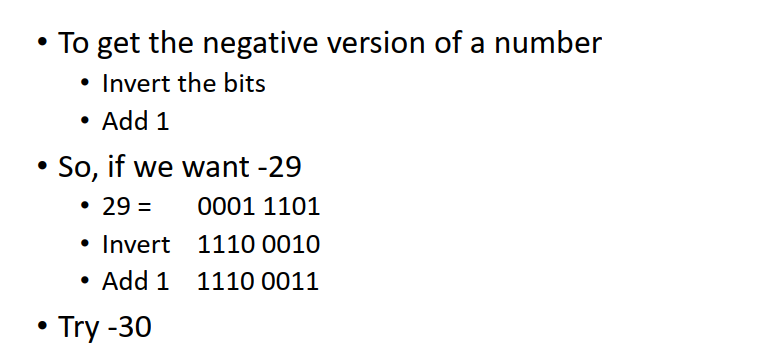 • To get the negative version of a number
• Invert the bits
• Add 1
• So, if we want -29
• 29 = 0001 1101
• Invert 1110 0010
• Add 1 1110 0011
• Try -30